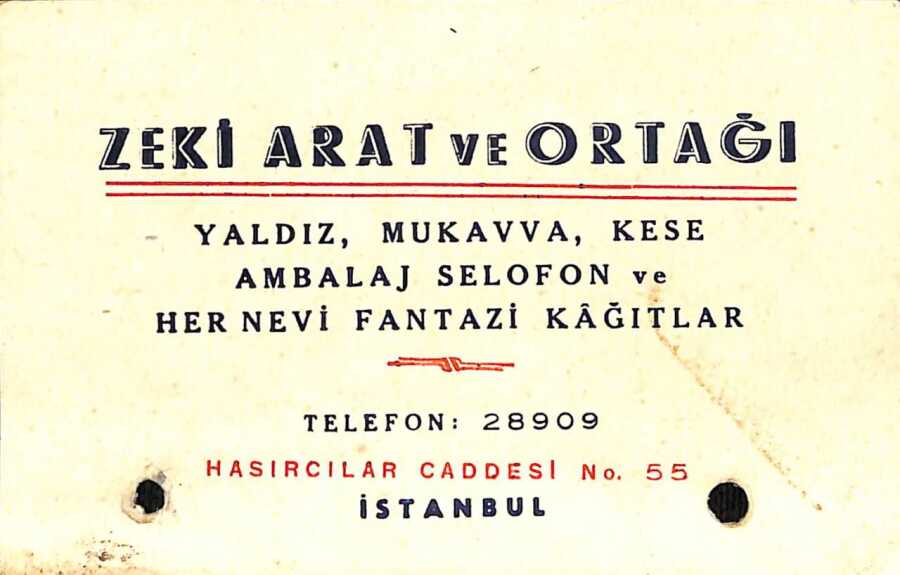 ZEKİ ARAT VE ORTAĞI
YALDIZ, MUKAVVA, KESE
AMBALAJ SELOFON ve
HER NEVİ FANTAZİ KÂĞITLAR
TELEFON: 28909
HASIRCILAR CADDESİ No. 55
İSTANBUL